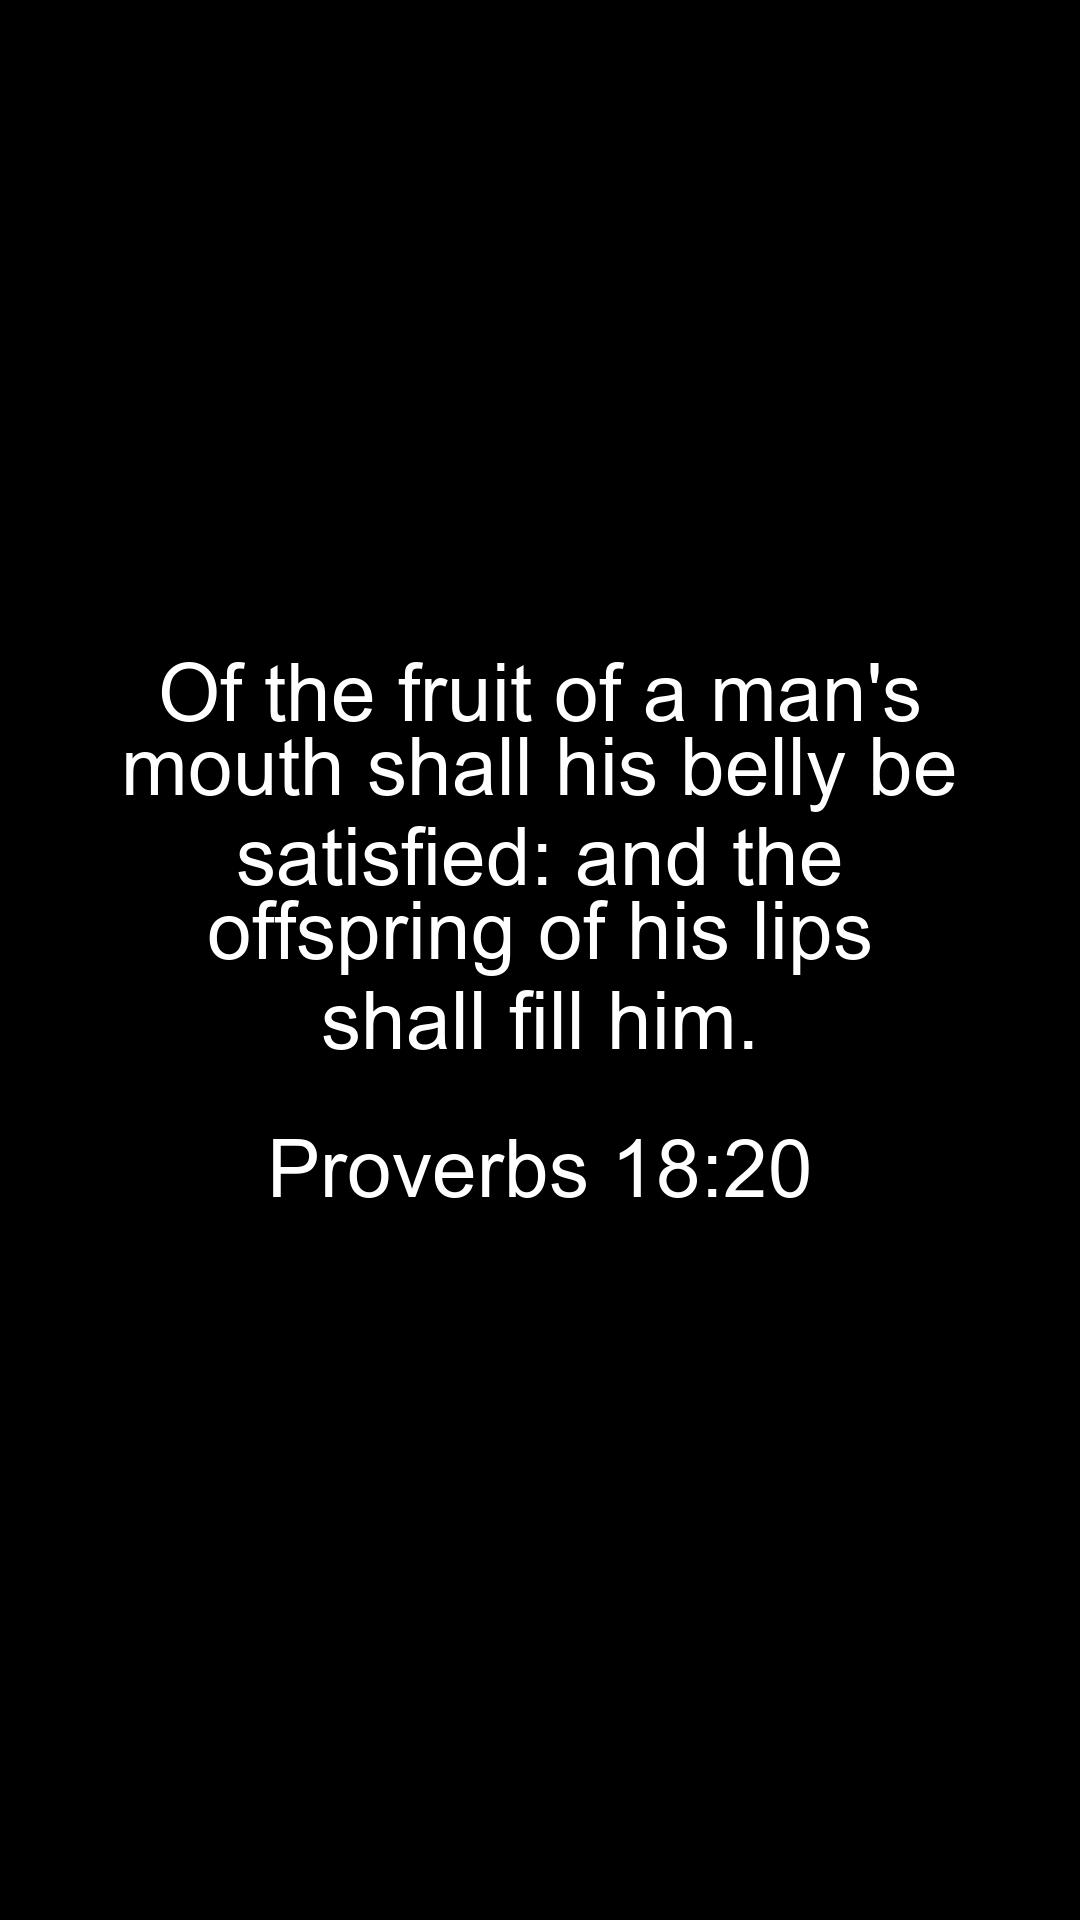 Of the fruit of a man's
mouth shall his belly be
satisfied: and the
offspring of his lips
shall fill him.
Proverbs 18:20